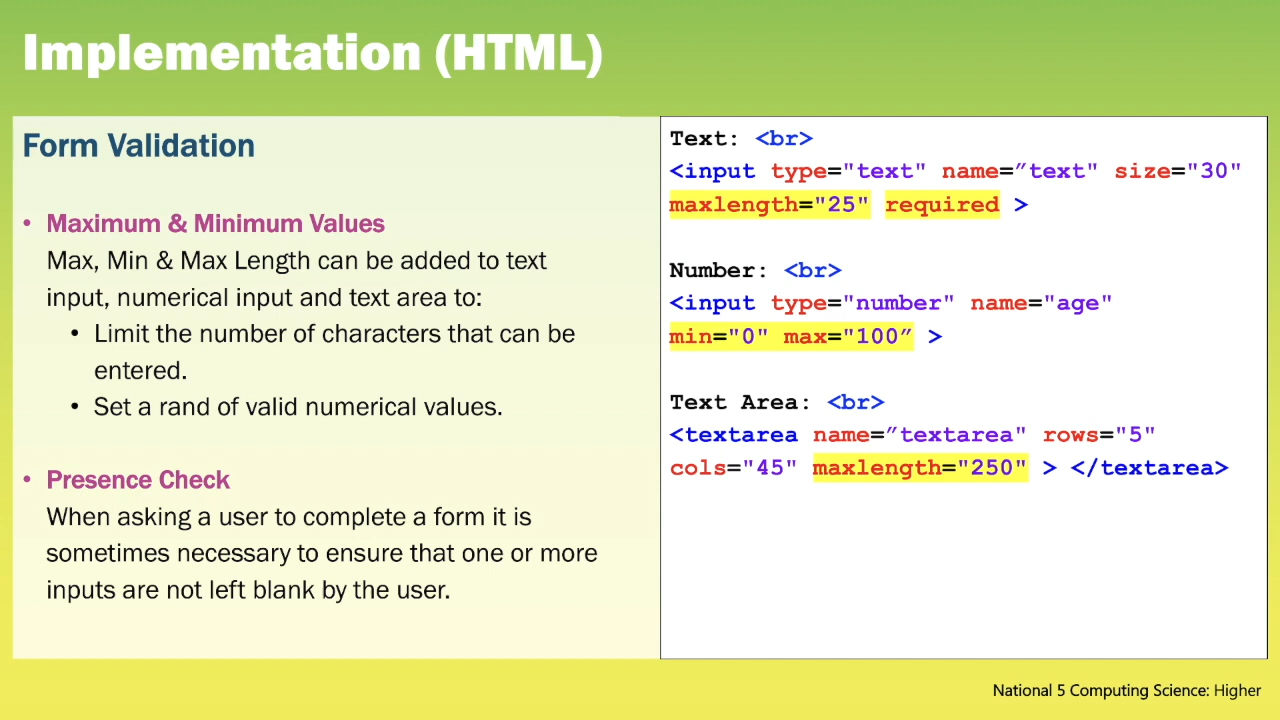 Implementation (HTML)
Form Validation
• Maximum & Minimum Values
Max, Min & Max Length can be added to text
input, numerical input and text area to:
• Limit the number of characters that can be
entered.
• Set a rand of valid numerical values.
• Presence Check
When asking a user to complete a form it is
sometimes necessary to ensure that one or more
inputs are not left blank by the user.
Text: <br>
<input type="text" name=”text" size="30"
maxlength="25" required >
Number: <br>
<input type="number" name="age"
min="0" max="100” >
Text Area: <br>
<textarea name=”textarea" rows="5"
cols="45" maxlength="250" > </textarea>
National 5 Computing Science: Higher